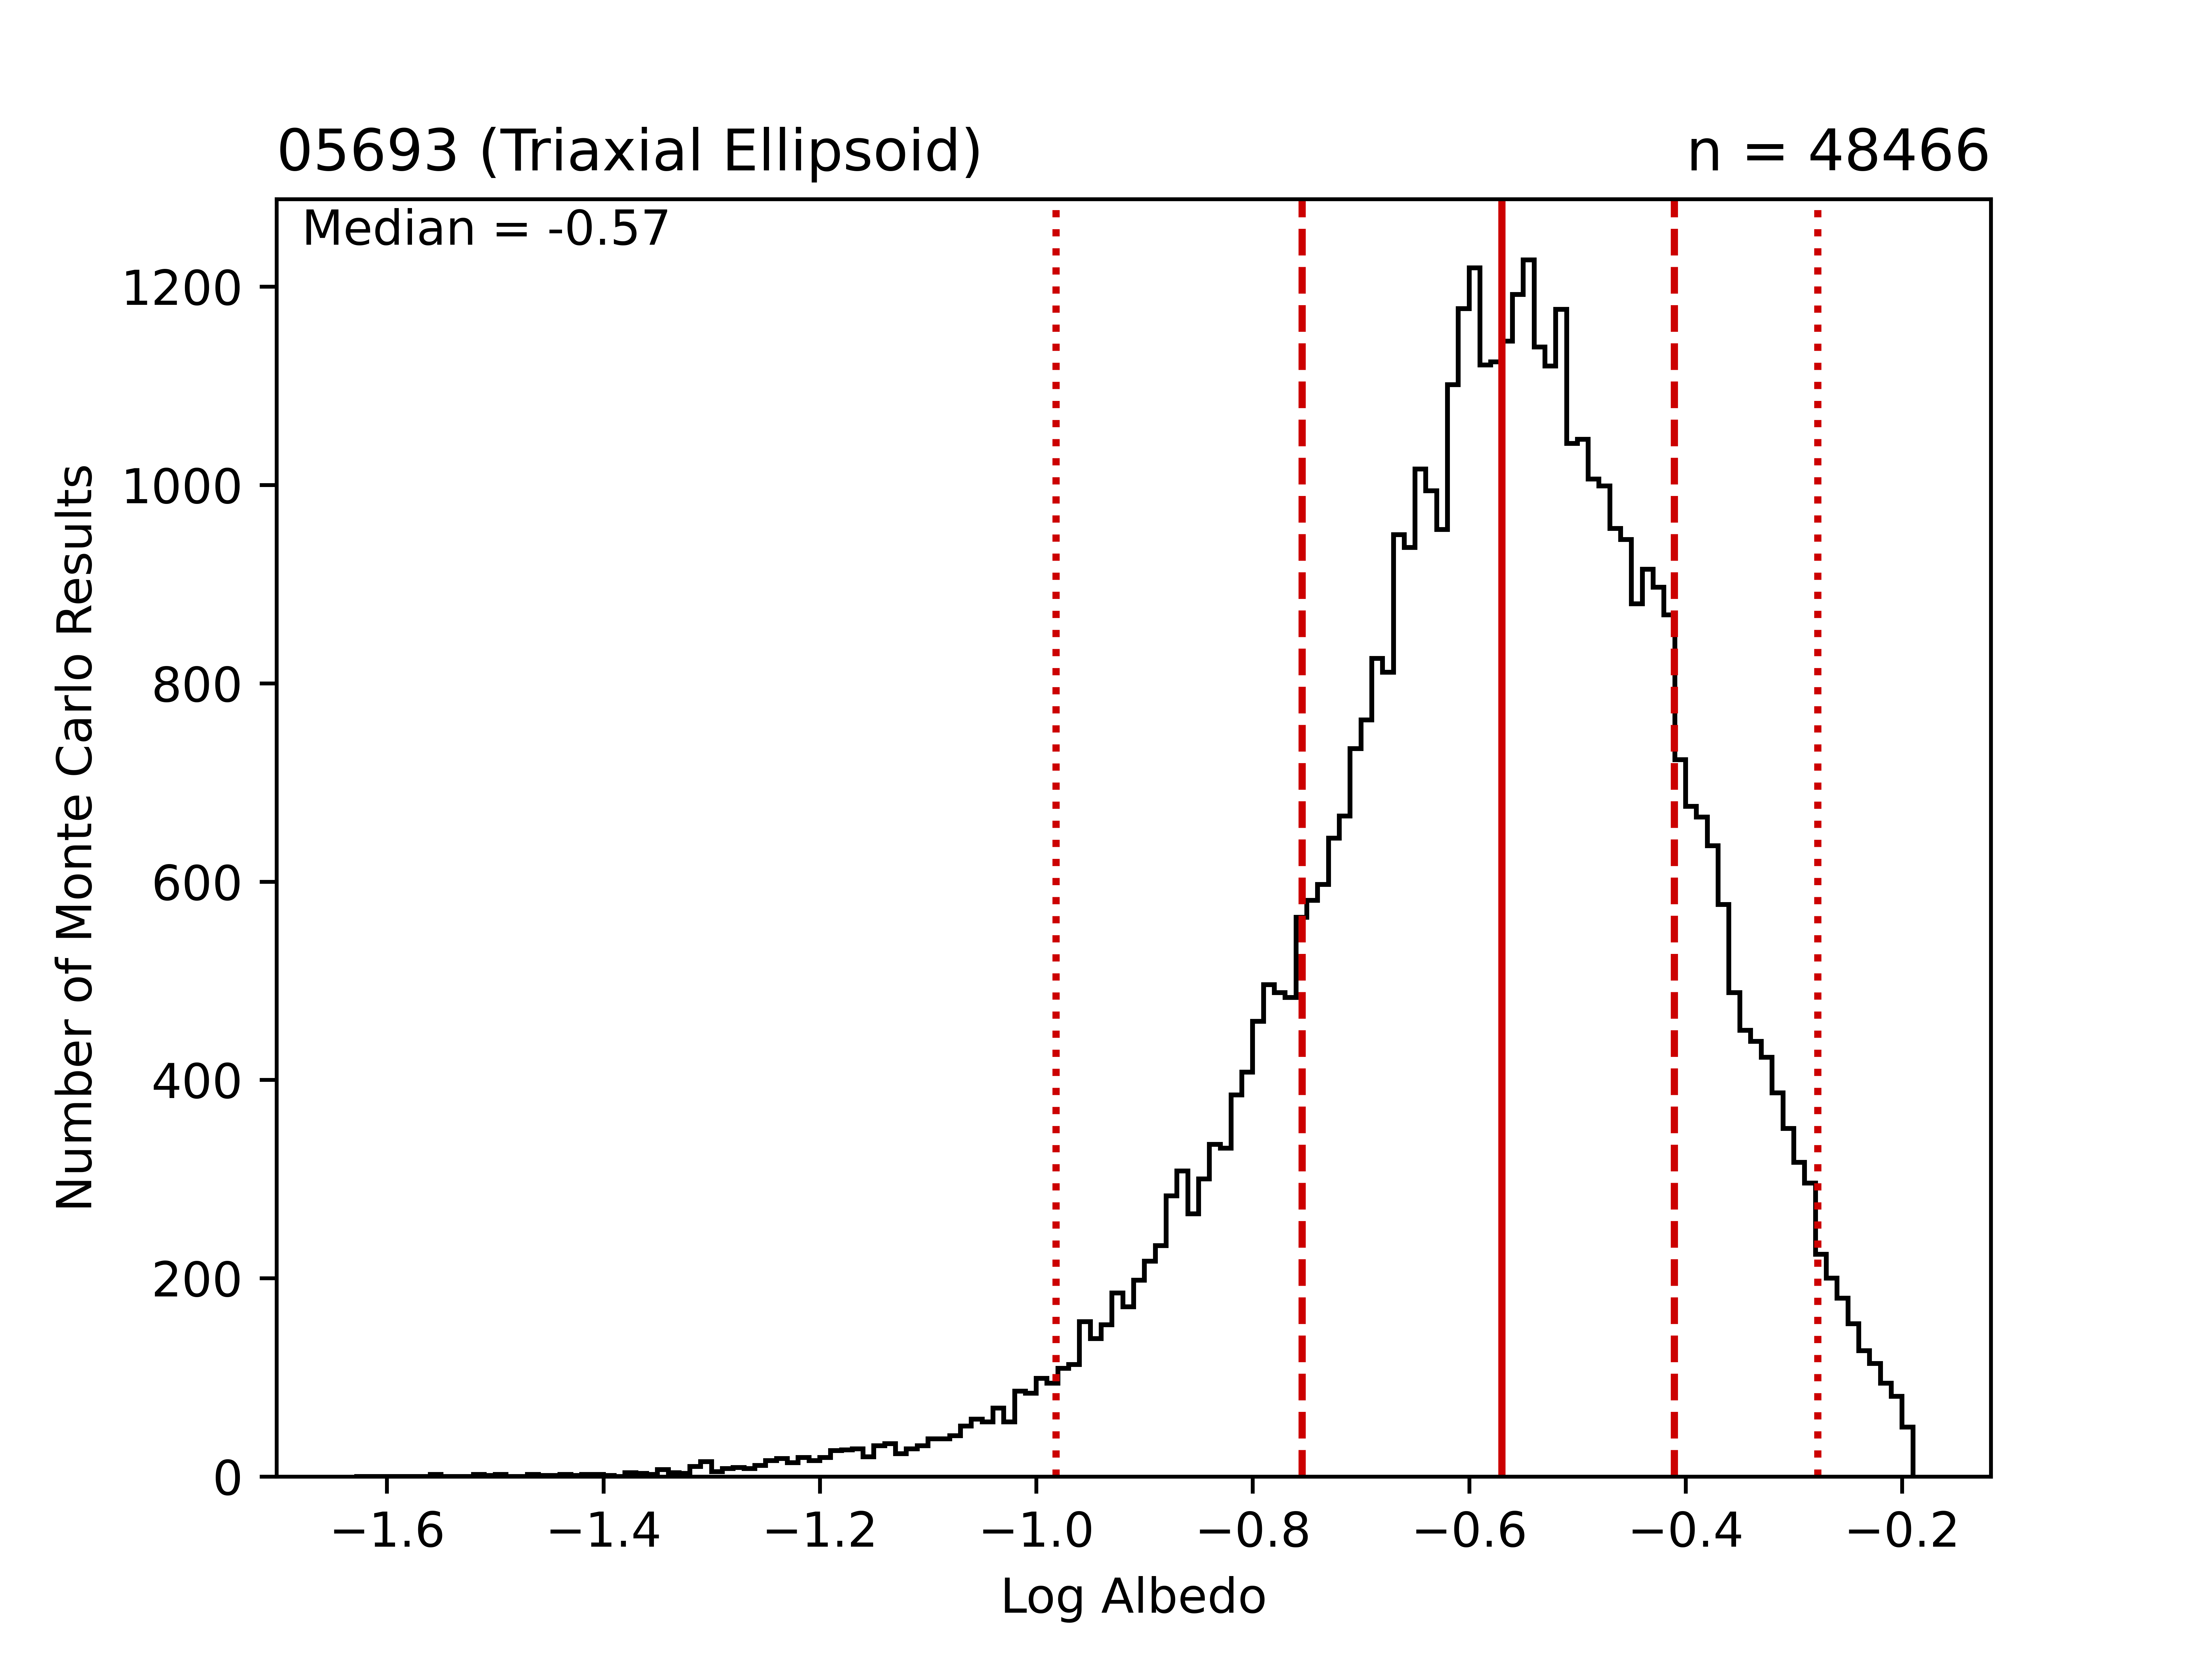 05693 (Triaxial Ellipsoid)
n = 48466
Median = -0.57
1200
1000
800
600
400
200
0
Number of Monte Carlo Results
−1.6 −1.4 −1.2 −1.0 −0.8 −0.6 −0.4 −0.2
Log Albedo